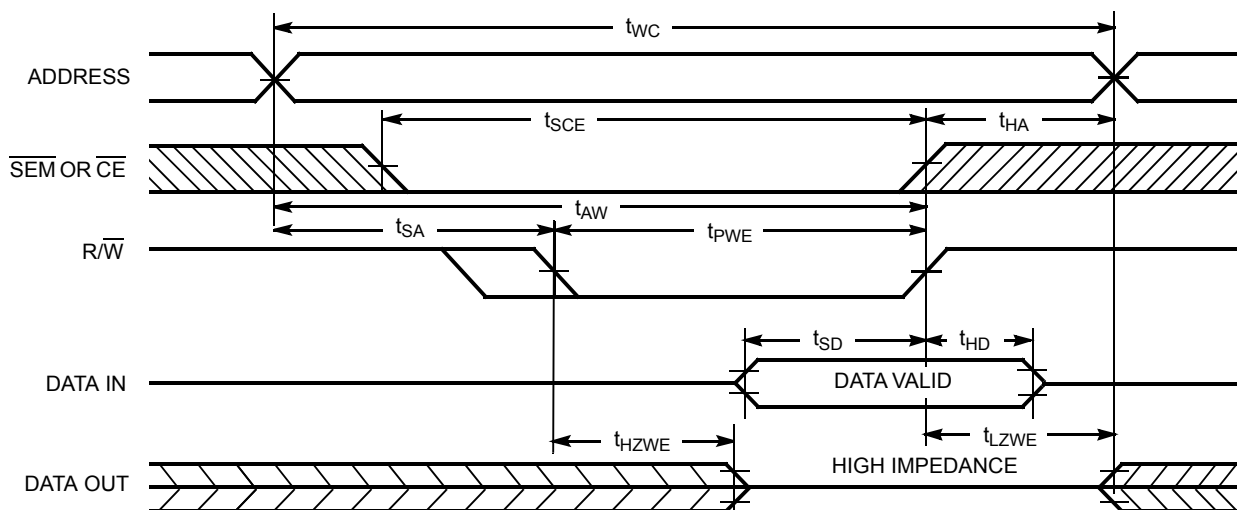 tWC
ADDRESS
tSCE
tHA
SEM OR CE
tAW
tSA
tPWE
R/W
tSD
tHD
DATA IN
DATA VALID
tHZWE
tLZWE
HIGH IMPEDANCE
DATA OUT